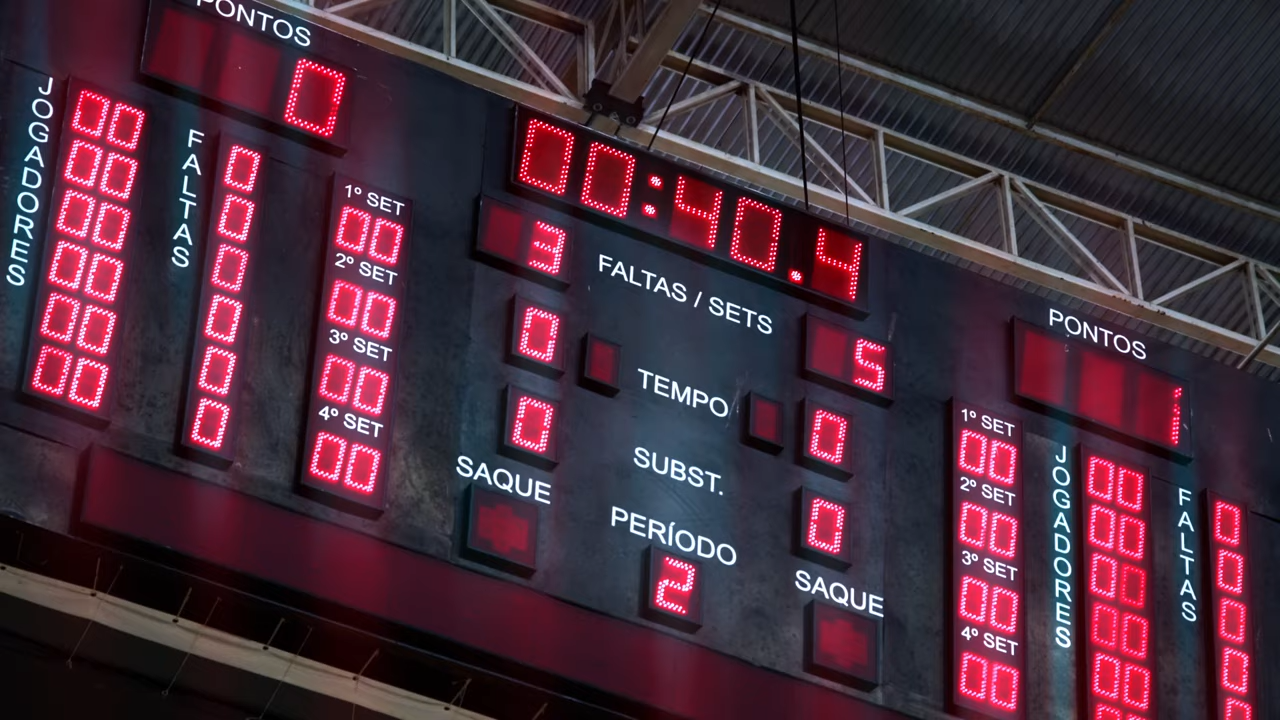 PONTOS
0
JOGADORES
00
00
00
00
00
00
FALTAS
0
0
0
0
0
0
1º SET
00
2º SET
00
3º SET
00
4º SET
00
00:40.4
3
FALTAS / SETS
5
0
TEMPO
0
0
SUBST.
0
SAQUE
PERÍODO
2
SAQUE
PONTOS
1
1º SET
00
2º SET
00
3º SET
00
4º SET
00
JOGADORES
00
00
00
00
00
FALTAS
0
0
0
0
0